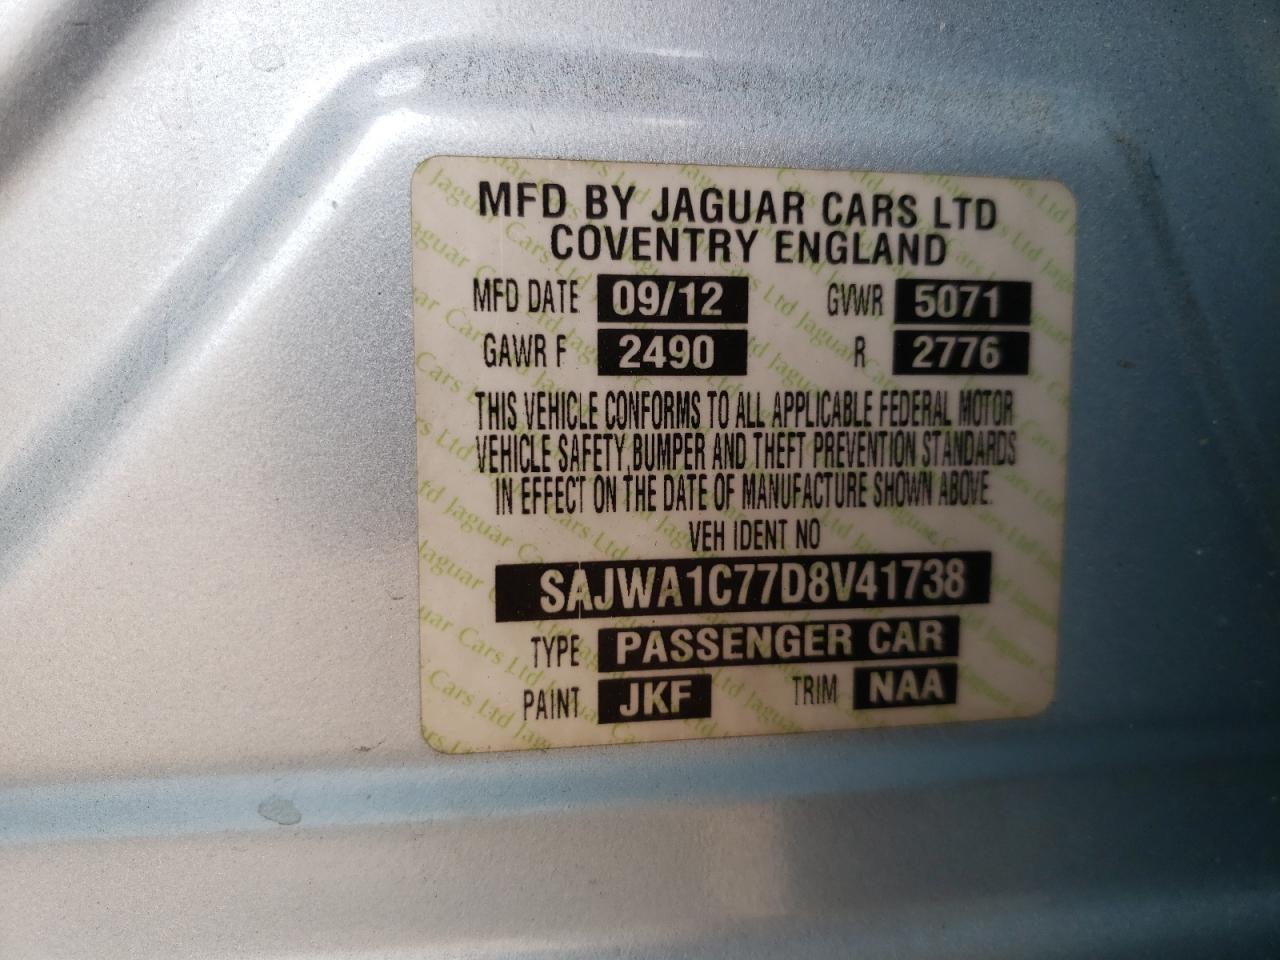 MFD BY JAGUAR CARS LTD
COVENTRY ENGLAND
MFD DATE 09/12 GVWR 5071
GAWR F 2490 R 2776
THIS VEHICLE CONFORMS TO ALL APPLICABLE FEDERAL MOTOR
VEHICLE SAFETY, BUMPER AND THEFT PREVENTION STANDARDS
IN EFFECT ON THE DATE OF MANUFACTURE SHOWN ABOVE.
VEH IDENT NO
SAJWA1C77D8V41738
TYPE PASSENGER CAR
PAINT JKF TRIM NAA